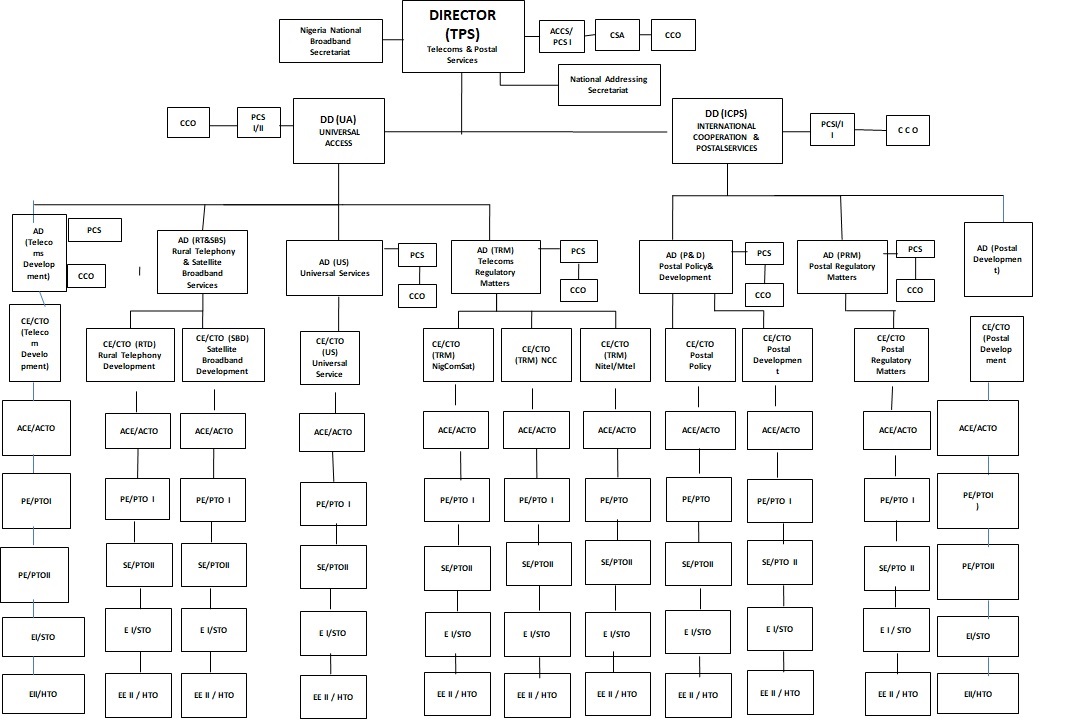 DIRECTOR
(TPS)
Telecoms & Postal
Services
Nigeria National
Broadband
Secretariat
ACCS/
PCS I
CSA
CCO
National Addressing
Secretariat
CCO
PCS
I/II
DD (UA)
UNIVERSAL
ACCESS
DD (ICPS)
INTERNATIONAL
COOPERATION &
POSTALSERVICES
PCSI/I
I
C C O
AD
(Teleco
ms
Develop
ment)
PCS
CCO
I
AD (RT&SBS)
Rural Telephony
& Satellite
Broadband
Services
AD (US)
Universal Services
PCS
CCO
AD (TRM)
Telecoms
Regulatory
Matters
PCS
CCO
AD (P& D)
Postal Policy&
Development
PCS
CCO
AD (PRM)
Postal Regulatory
Matters
PCS
CCO
AD (Postal
Developmen
t)
CE/CTO
(Teleco
m
Develo
pment)
CE/CTO (RTD)
Rural Telephony
Development
CE/CTO (SBD)
Satellite
Broadband
Development
CE/CTO
(US)
Universal
Service
CE/CTO
(TRM)
NigComSat)
CE/CTO
(TRM) NCC
CE/CTO
(TRM)
Nitel/Mtel
CE/CTO
Postal
Policy
CE/CTO
Postal
Developmen
t
CE/CTO
Postal
Regulatory
Matters
CE/CTO
(Postal
Develop
ment
ACE/ACTO
ACE/ACTO
ACE/ACTO
ACE/ACTO
ACE/ACTO
ACE/ACTO
ACE/ACTO
ACE/ACTO
ACE/ACTO
ACE/ACTO
ACE/ACTO
PE/PTOI
PE/PTO I
PE/PTO I
PE/PTO I
PE/PTO I
PE/PTO I
PE/PTO
PE/PTO
PE/PTO I
PE/PTO I
PE/PTOI
)
PE/PTOII
SE/PTOII
SE/PTOII
SE/PTOII
SE/PTOII
SE/PTOII
SE/PTOII
SE/PTOII
SE/PTO II
SE/PTO II
PE/PTOII
EI/STO
E I/STO
E I/STO
E I/STO
E I/STO
E I/STO
E I/STO
E I/STO
E I/STO
E I / STO
EI/STO
EII/HTO
EE II / HTO
EE II / HTO
EE II / HTO
EE II / HTO
EE II / HTO
EE II / HTO
EE II / HTO
EE II / HTO
EE II / HTO
EII/HTO